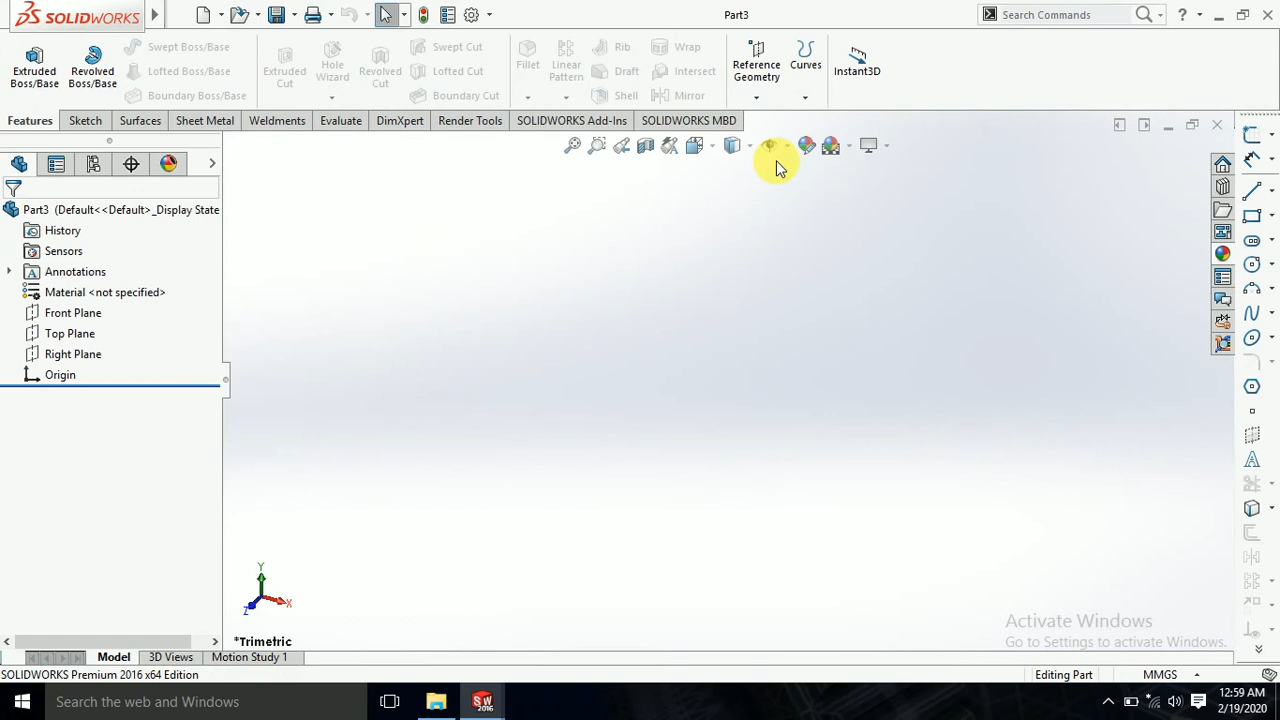 SOLIDWORKS
Part3
Search Commands
Extruded Boss/Base
Revolved Boss/Base
Swept Boss/Base
Lofted Boss/Base
Boundary Boss/Base
Extruded Cut
Hole Wizard
Revolved Cut
Swept Cut
Lofted Cut
Boundary Cut
Fillet
Linear Pattern
Rib
Draft
Shell
Wrap
Intersect
Mirror
Reference Geometry
Curves
Instant3D
Features Sketch Surfaces Sheet Metal Weldments Evaluate DimXpert Render Tools SOLIDWORKS Add-Ins SOLIDWORKS MBD
Part3 (Default<<Default>_Display State
History
Sensors
Annotations
Material <not specified>
Front Plane
Top Plane
Right Plane
Origin
Y
X
Z
*Trimetric
Activate Windows
Go to Settings to activate Windows.
Model 3D Views Motion Study 1
SOLIDWORKS Premium 2016 x64 Edition
Editing Part
MMGS
Search the web and Windows
SW
2016
12:59 AM
2/19/2020